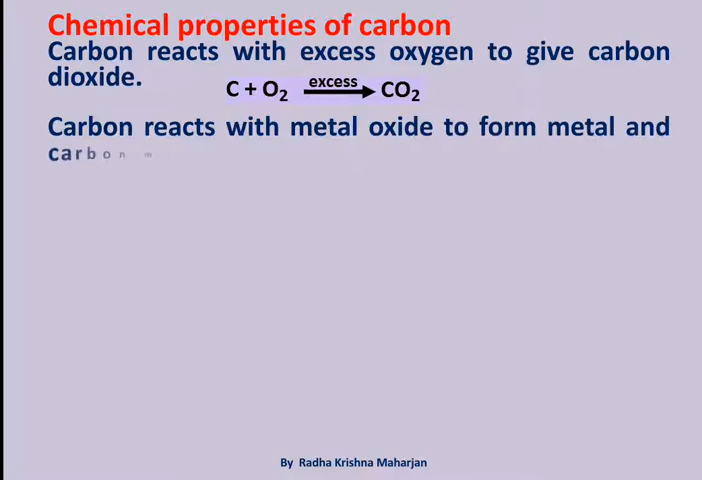 Chemical properties of carbon
Carbon reacts with excess oxygen to give carbon
dioxide.
C + O₂ excess→ CO₂
Carbon reacts with metal oxide to form metal and
carbon m
By Radha Krishna Maharjan